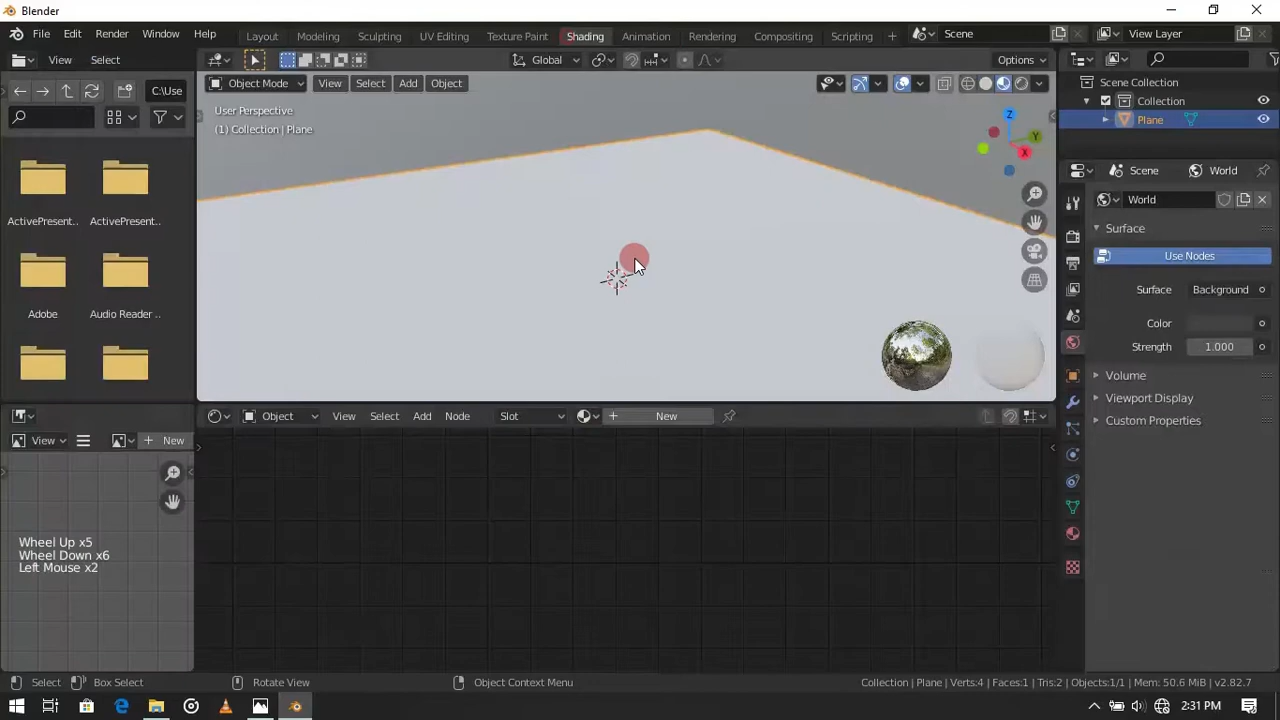 Blender
File Edit Render Window Help
Layout Modeling Sculpting UV Editing Texture Paint Shading Animation Rendering Compositing Scripting
Scene
View Layer
View Select
Global
Options
Scene Collection
C:\Use
Object Mode View Select Add Object
Collection
Plane
User Perspective
(1) Collection | Plane
Z
Y
X
Scene World
World
ActivePresent..
ActivePresent..
Surface
Use Nodes
Surface Background
Adobe
Audio Reader ..
Color
Strength 1.000
Volume
Viewport Display
Custom Properties
Object View Select Add Node Slot New
View New
Wheel Up x5
Wheel Down x6
Left Mouse x2
Select Box Select Rotate View Object Context Menu
Collection | Plane | Verts:4 | Faces:1 | Tris:2 | Objects:1/1 | Mem: 50.6 MiB | v2.82.7
2:31 PM